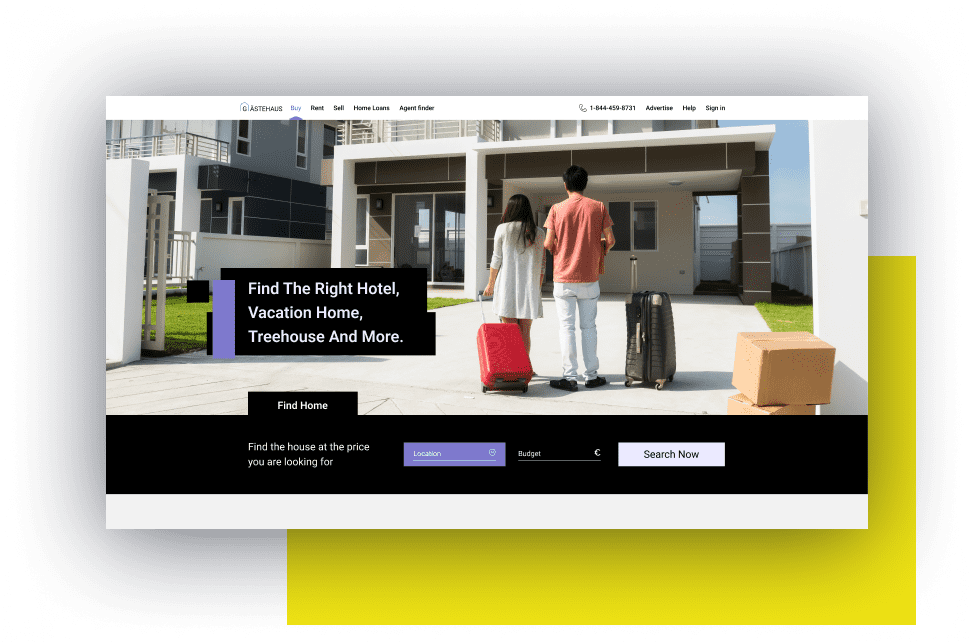 GÄSTEHAUS Buy Rent Sell Home Loans Agent finder 1-844-459-8731 Advertise Help Sign in
Find The Right Hotel,
Vacation Home,
Treehouse And More.
Find Home
Find the house at the price
you are looking for
Location
Budget €
Search Now